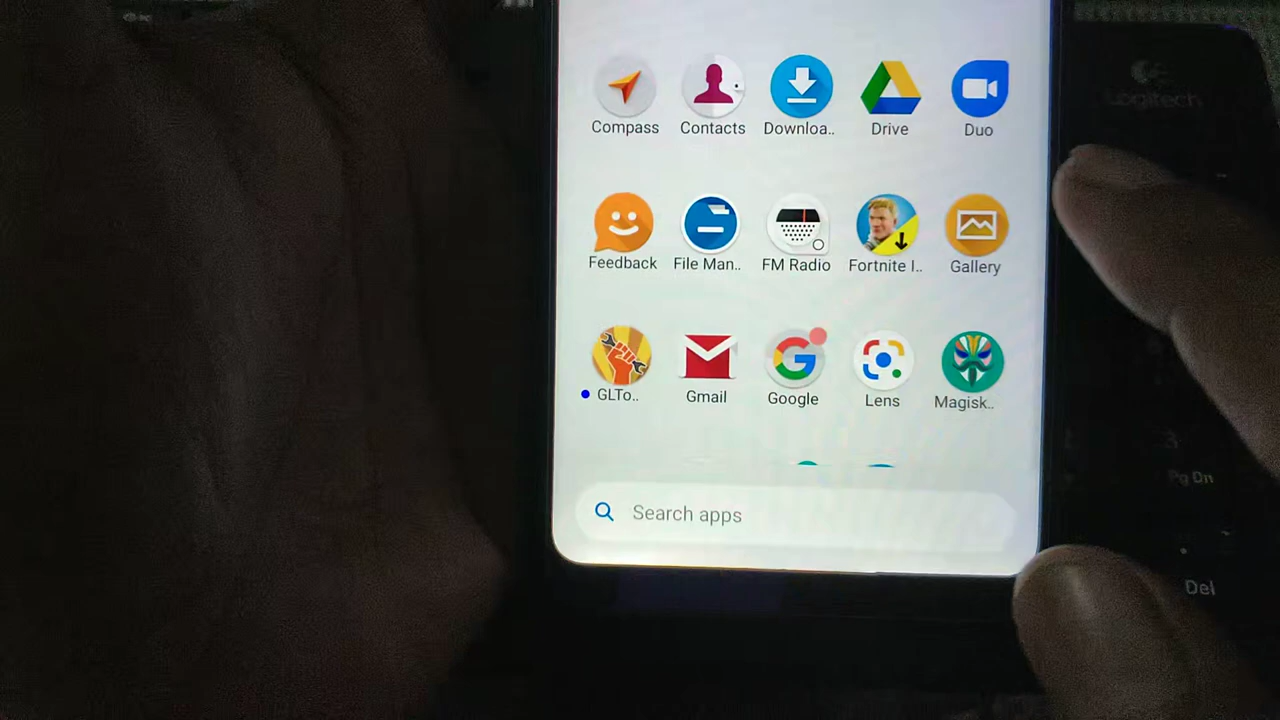 Logitech
Compass
Contacts
Downloa..
Drive
Duo
Feedback
File Man..
FM Radio
Fortnite I..
Gallery
GLTo..
Gmail
Google
Lens
Magisk..
Pg Dn
Search apps
Del